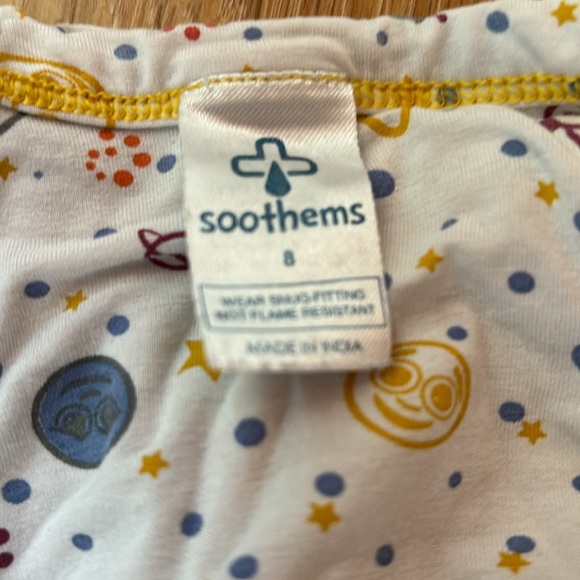 soothems
8
WEAR SNUG-FITTING
NOT FLAME RESISTANT
MADE IN INDIA